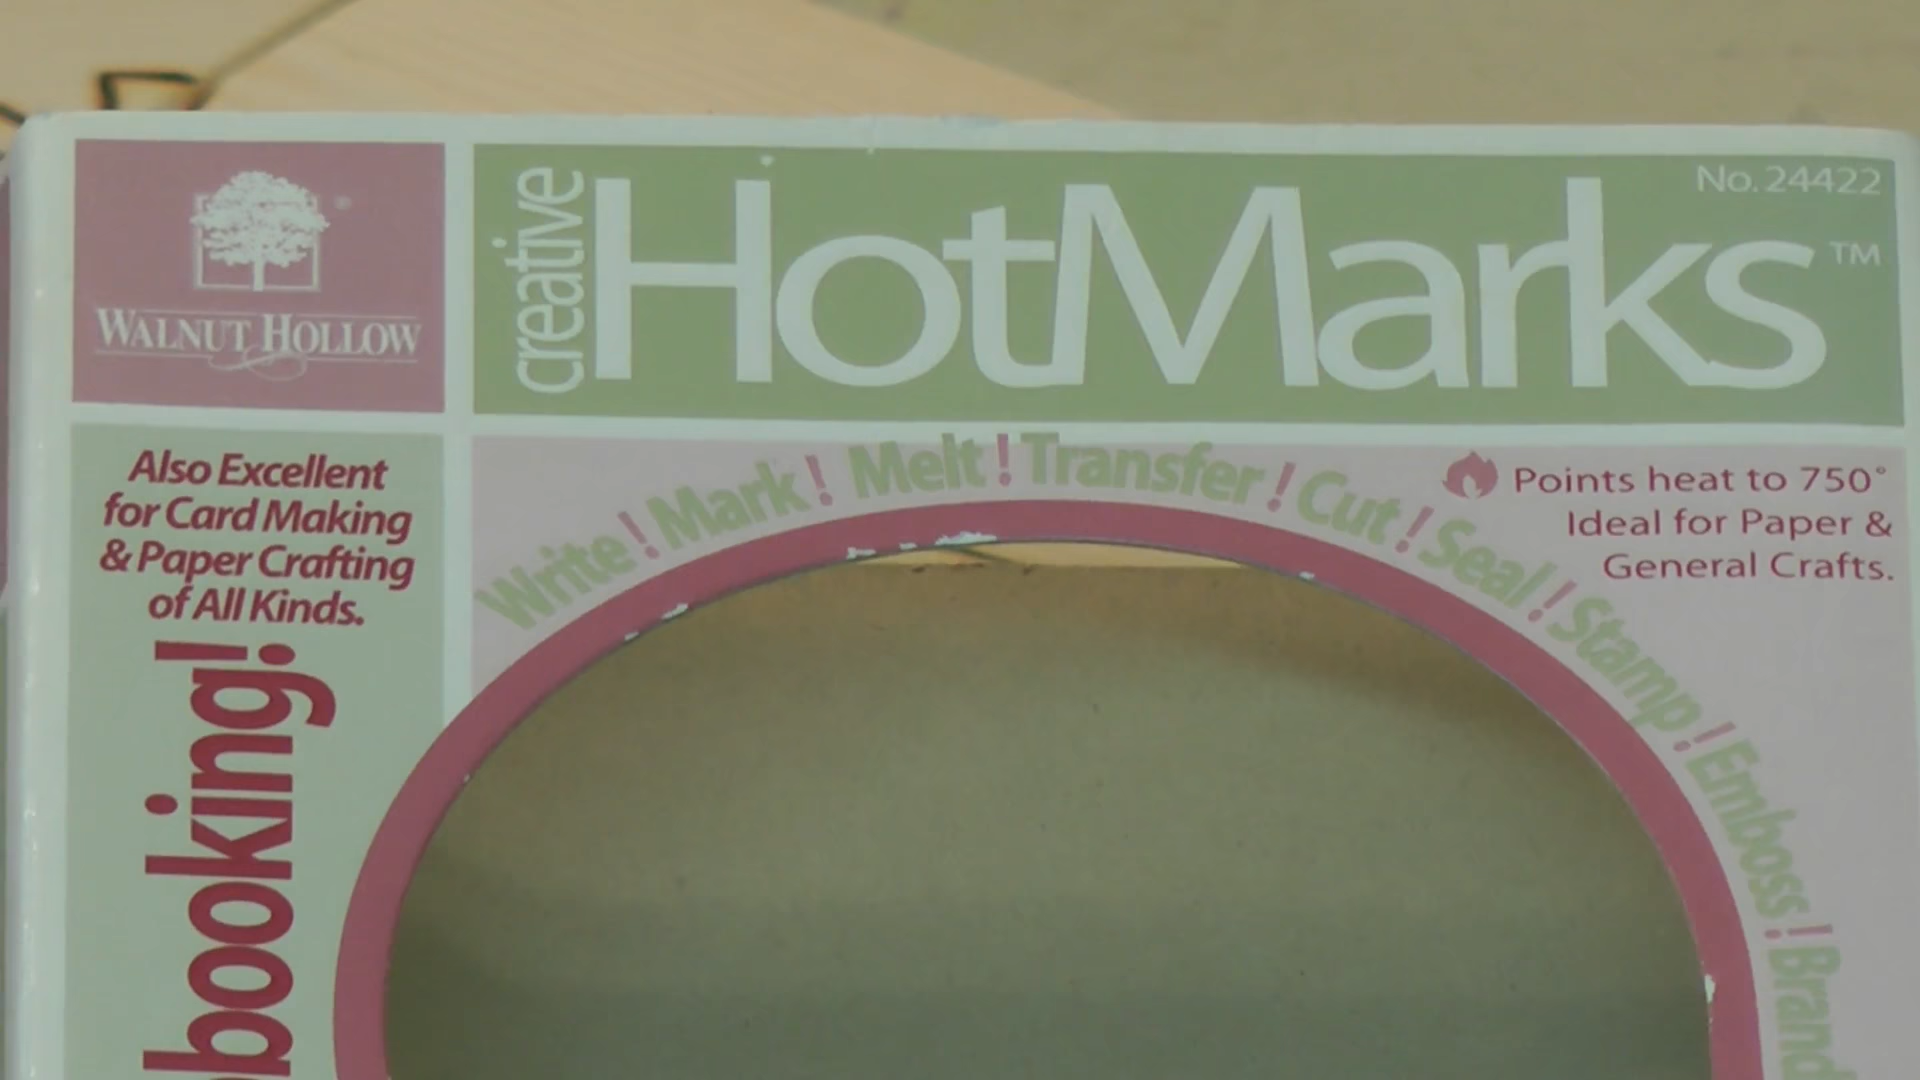 WALNUT HOLLOW
®
creative
HotMarks™
No. 24422
Also Excellent
for Card Making
& Paper Crafting
of All Kinds.
booking!
Write! Mark! Melt! Transfer! Cut! Seal! Stamp! Emboss! Brand
Points heat to 750°
Ideal for Paper &
General Crafts.